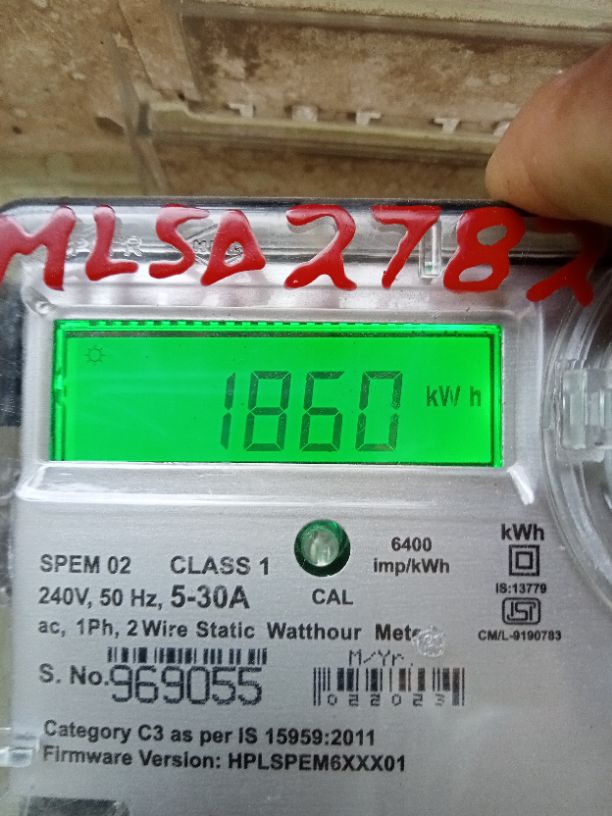 MLSD2782
1860 kWh
6400
imp/kWh
kWh
SPEM 02 CLASS 1
240V, 50 Hz, 5-30A
CAL
IS:13779
ISI
CM/L-9190783
ac, 1Ph, 2 Wire Static Watthour Meter
M/Yr.
S. No. 969055
022023
Category C3 as per IS 15959:2011
Firmware Version: HPLSPEM6XXX01